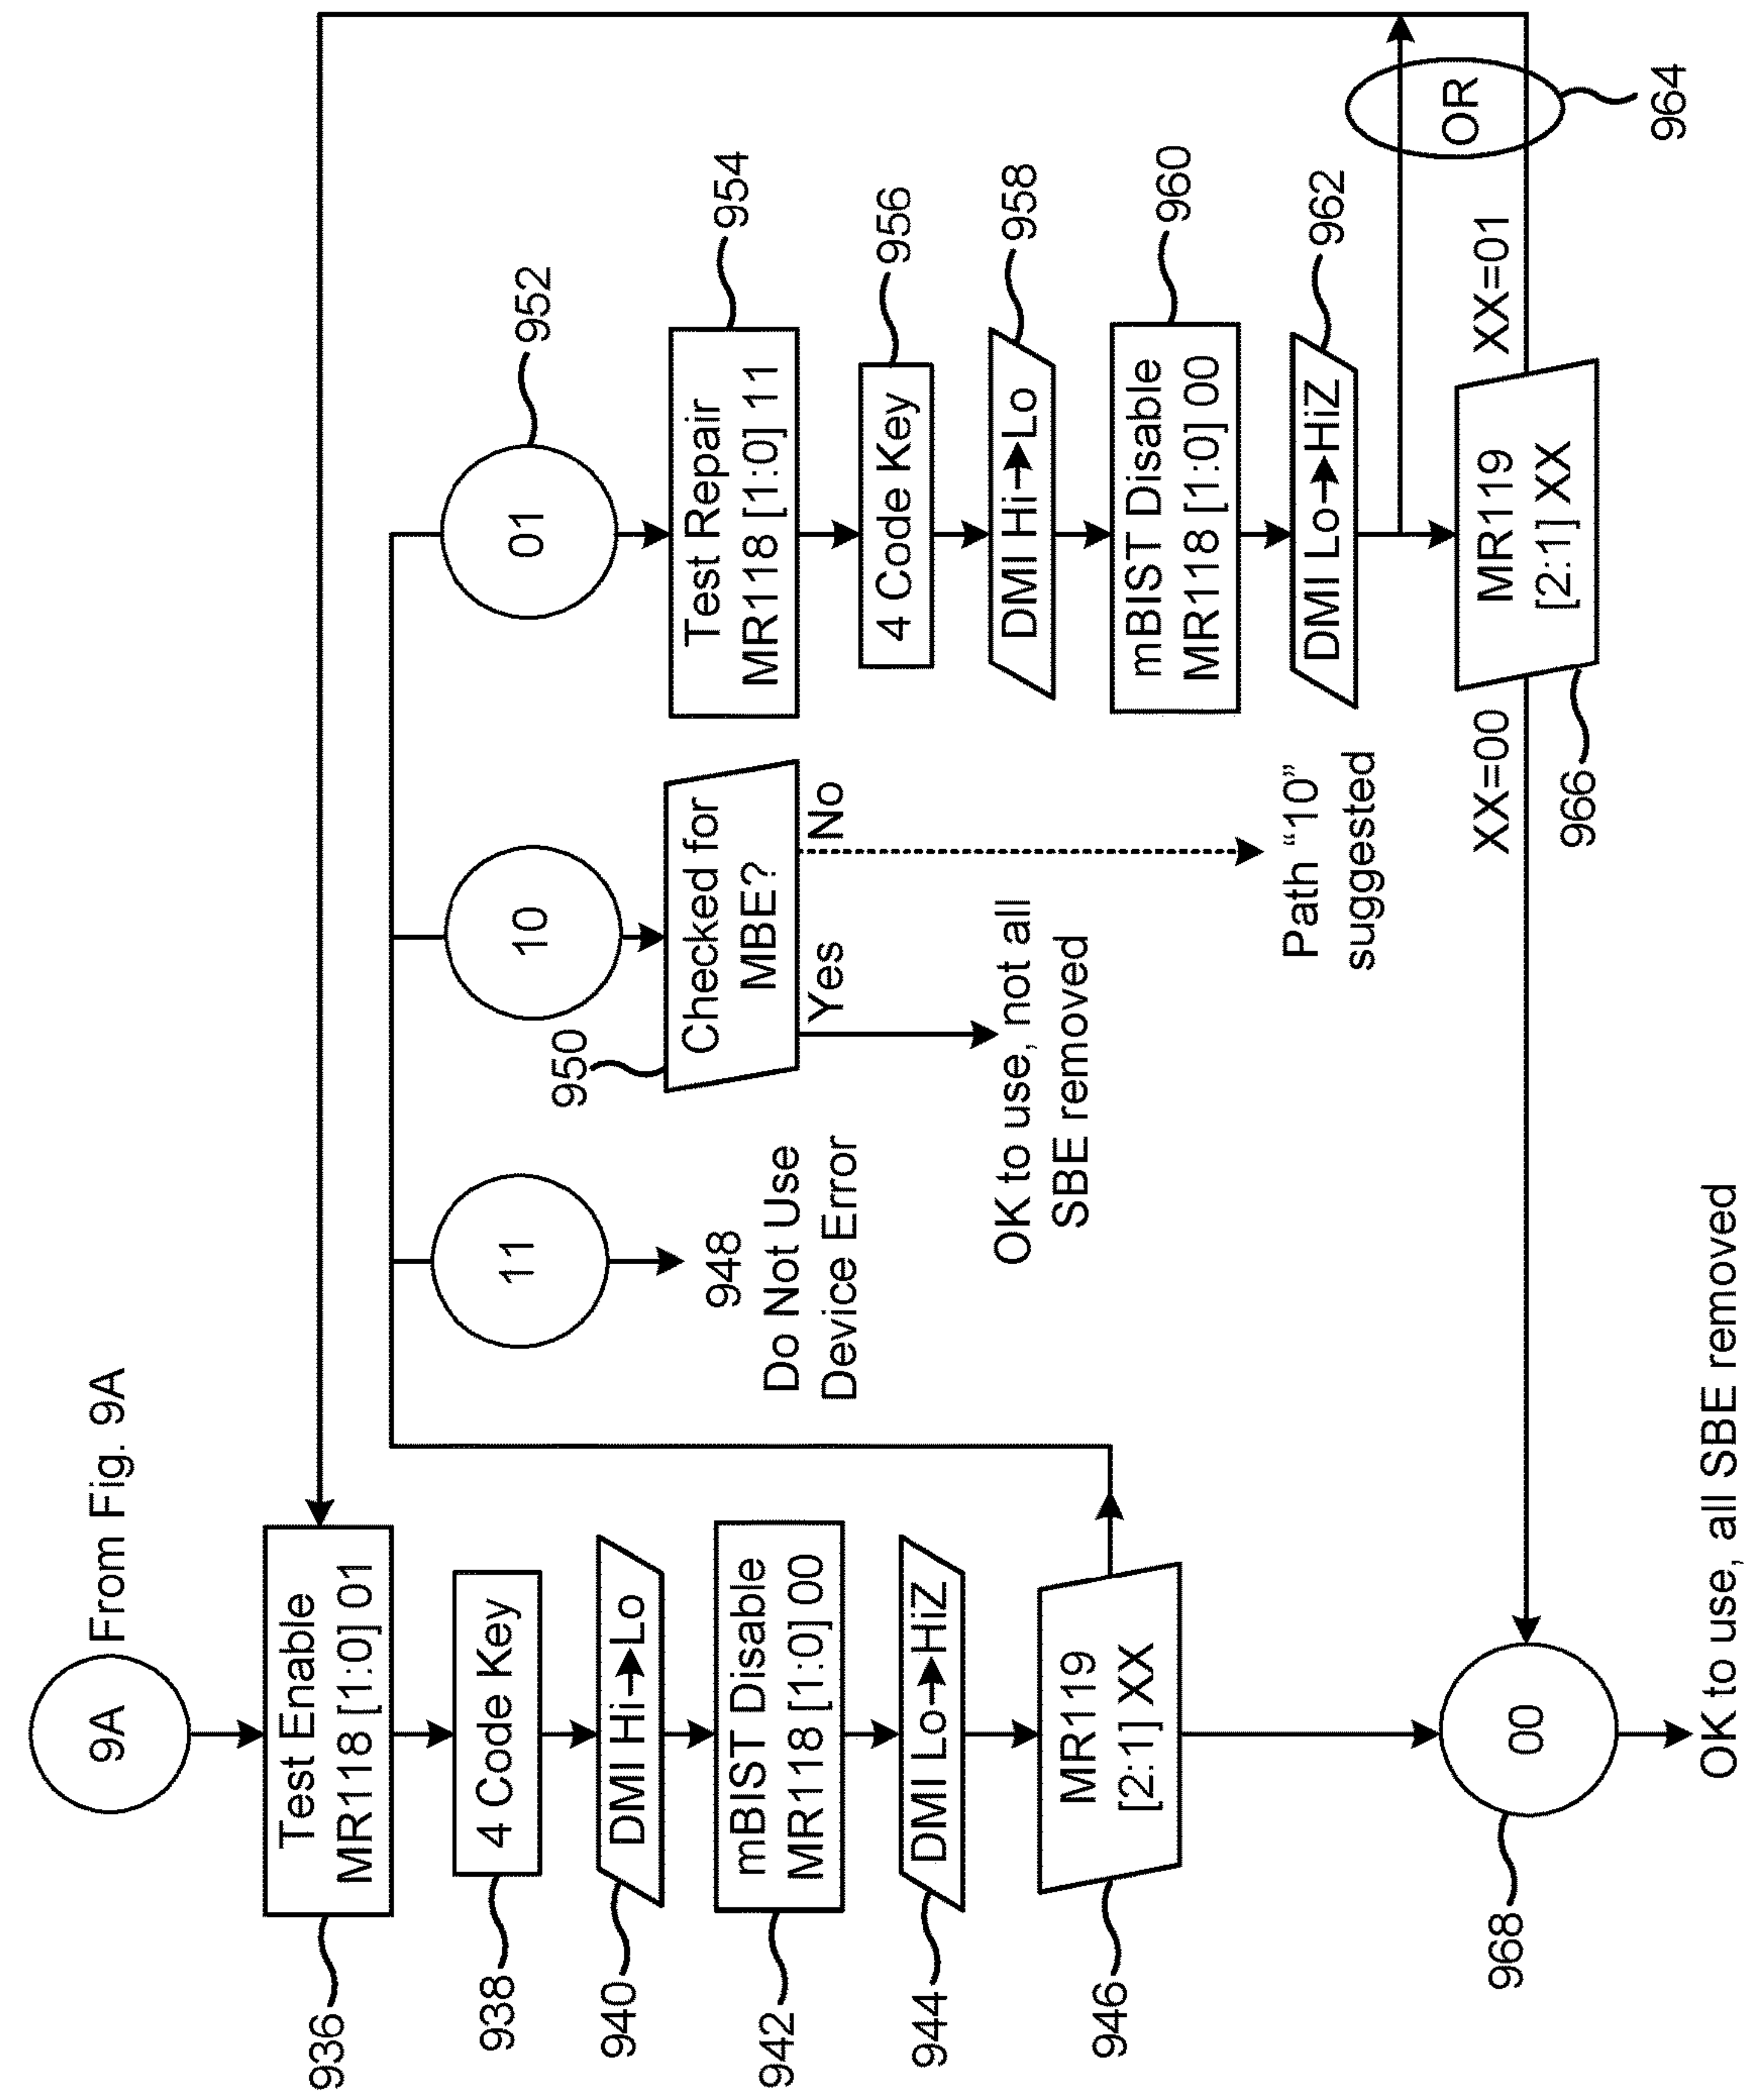 9A
From Fig. 9A
Test Enable
MR118 [1:0] 01
936
4 Code Key
938
DMI Hi→Lo
940
mBIST Disable
MR118 [1:0] 00
942
DMI Lo→HiZ
944
MR119
[2:1] XX
946
11
948
Do Not Use
Device Error
10
950
Checked for
MBE?
Yes
No
OK to use, not all
SBE removed
Path “10”
suggested
01
952
Test Repair
MR118 [1:0] 11
954
4 Code Key
956
DMI Hi→Lo
958
mBIST Disable
MR118 [1:0] 00
960
DMI Lo→HiZ
962
OR
964
MR119
[2:1] XX
966
XX=00
XX=01
00
968
OK to use, all SBE removed